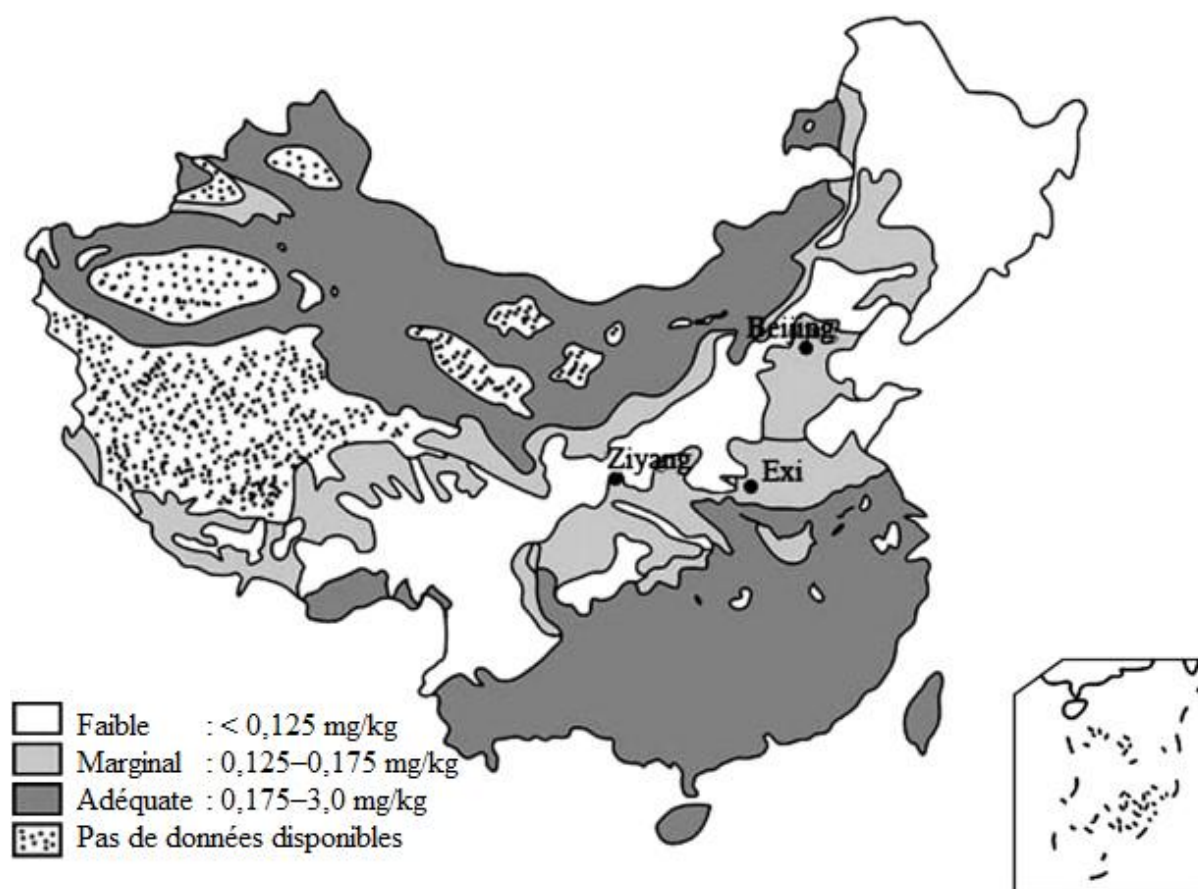 Beijing
Ziyang
Exi
Faible : < 0,125 mg/kg
Marginal : 0,125–0,175 mg/kg
Adéquate : 0,175–3,0 mg/kg
Pas de données disponibles